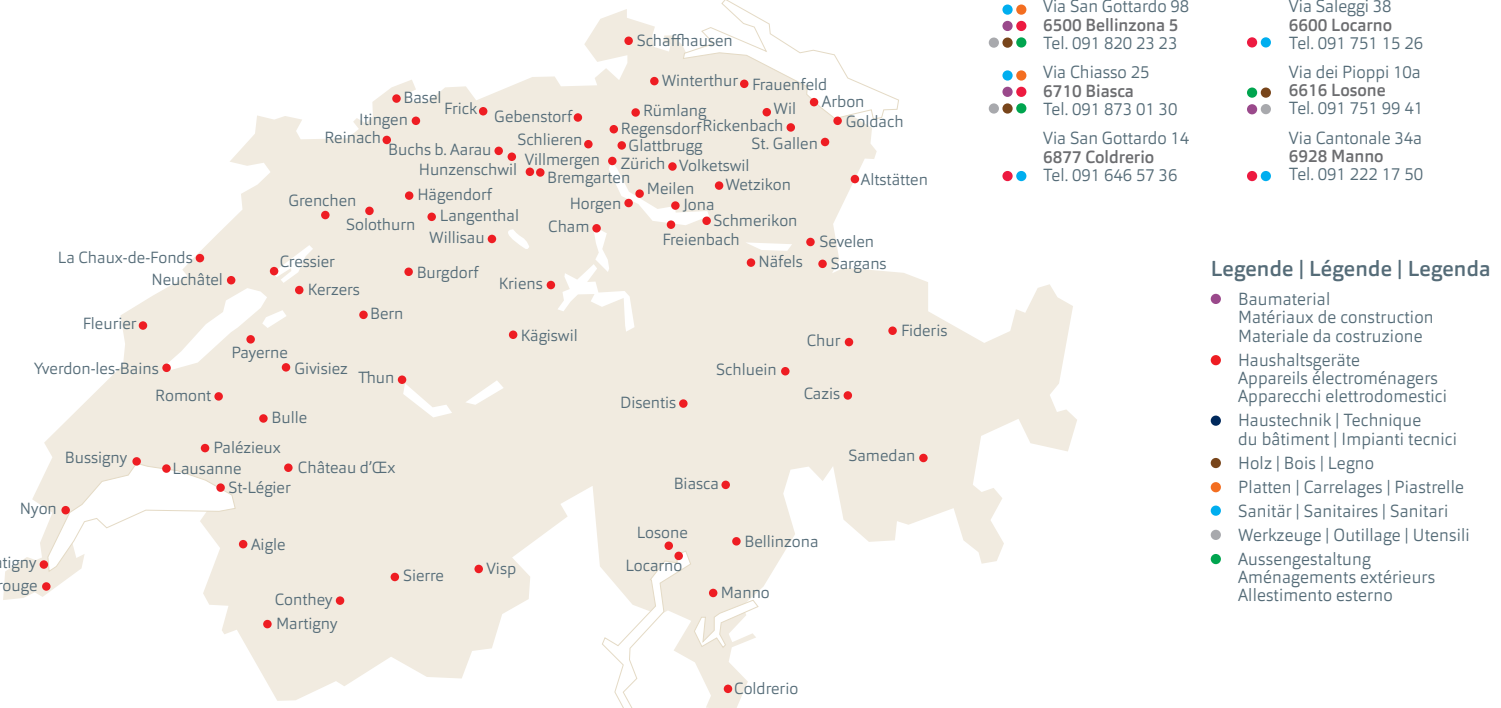 Via San Gottardo 98
6500 Bellinzona 5
Tel. 091 820 23 23
Via Chiasso 25
6710 Biasca
Tel. 091 873 01 30
Via San Gottardo 14
6877 Coldrerio
Tel. 091 646 57 36
Via Saleggi 38
6600 Locarno
Tel. 091 751 15 26
Via dei Pioppi 10a
6616 Losone
Tel. 091 751 99 41
Via Cantonale 34a
6928 Manno
Tel. 091 222 17 50
Schaffhausen
Winterthur
Frauenfeld
Basel
Frick
Arbon
Itingen
Gebenstorf
Rümlang
Wil
Goldach
Reinach
Regensdorf
Rickenbach
Schlieren
Glattbrugg
St. Gallen
Buchs b. Aarau
Villmergen
Zürich
Volketswil
Hunzenschwil
Bremgarten
Altstätten
Hägendorf
Meilen
Wetzikon
Grenchen
Horgen
Jona
Solothurn
Langenthal
Schmerikon
Cham
Willisau
Freienbach
Sevelen
La Chaux-de-Fonds
Cressier
Näfels
Sargans
Neuchâtel
Burgdorf
Kriens
Kerzers
Bern
Fleurier
Kägiswil
Fideris
Chur
Payerne
Yverdon-les-Bains
Givisiez
Thun
Schluein
Romont
Cazis
Disentis
Bulle
Palézieux
Bussigny
Lausanne
Château d'Œx
Samedan
St-Légier
Biasca
Nyon
Losone
Bellinzona
Aigle
Locarno
tigny
Sierre
Visp
rouge
Conthey
Manno
Martigny
Coldrerio
Legende | Légende | Legenda
Baumaterial
Matériaux de construction
Materiale da costruzione
Haushaltsgeräte
Appareils électroménagers
Apparecchi elettrodomestici
Haustechnik | Technique
du bâtiment | Impianti tecnici
Holz | Bois | Legno
Platten | Carrelages | Piastrelle
Sanitär | Sanitaires | Sanitari
Werkzeuge | Outillage | Utensili
Aussengestaltung
Aménagements extérieurs
Allestimento esterno